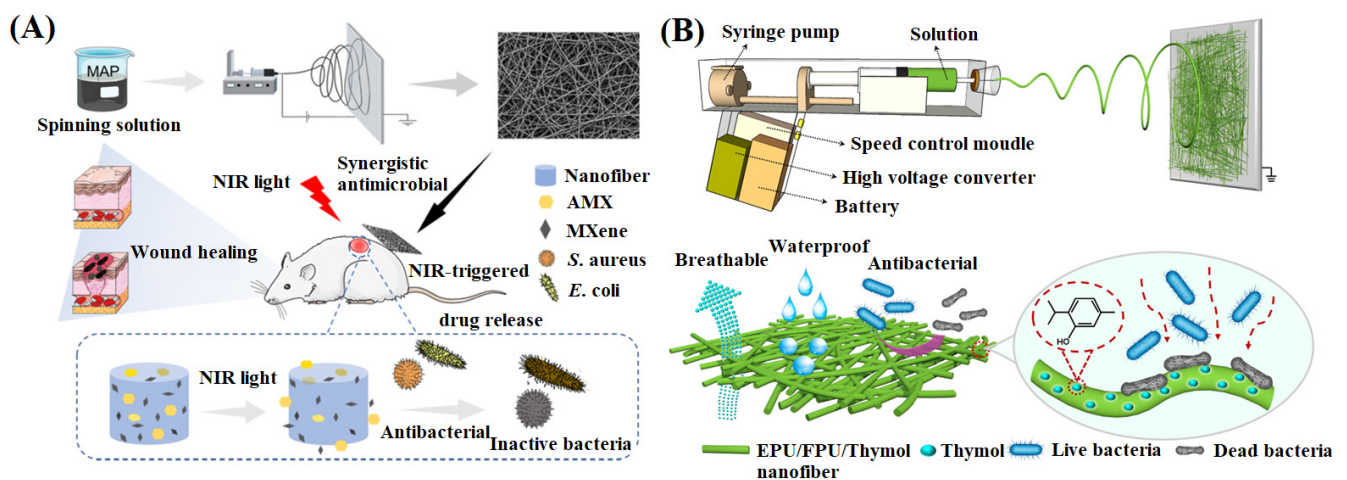 (A)
MAP
Spinning solution
Synergistic
antimicrobial
NIR light
Wound healing
NIR-triggered
drug release
Nanofiber
AMX
MXene
S. aureus
E. coli
NIR light
Antibacterial
Inactive bacteria
(B)
Syringe pump
Solution
Speed control moudle
High voltage converter
Battery
Breathable
Waterproof
Antibacterial
HO
EPU/FPU/Thymol
nanofiber
Thymol
Live bacteria
Dead bacteria